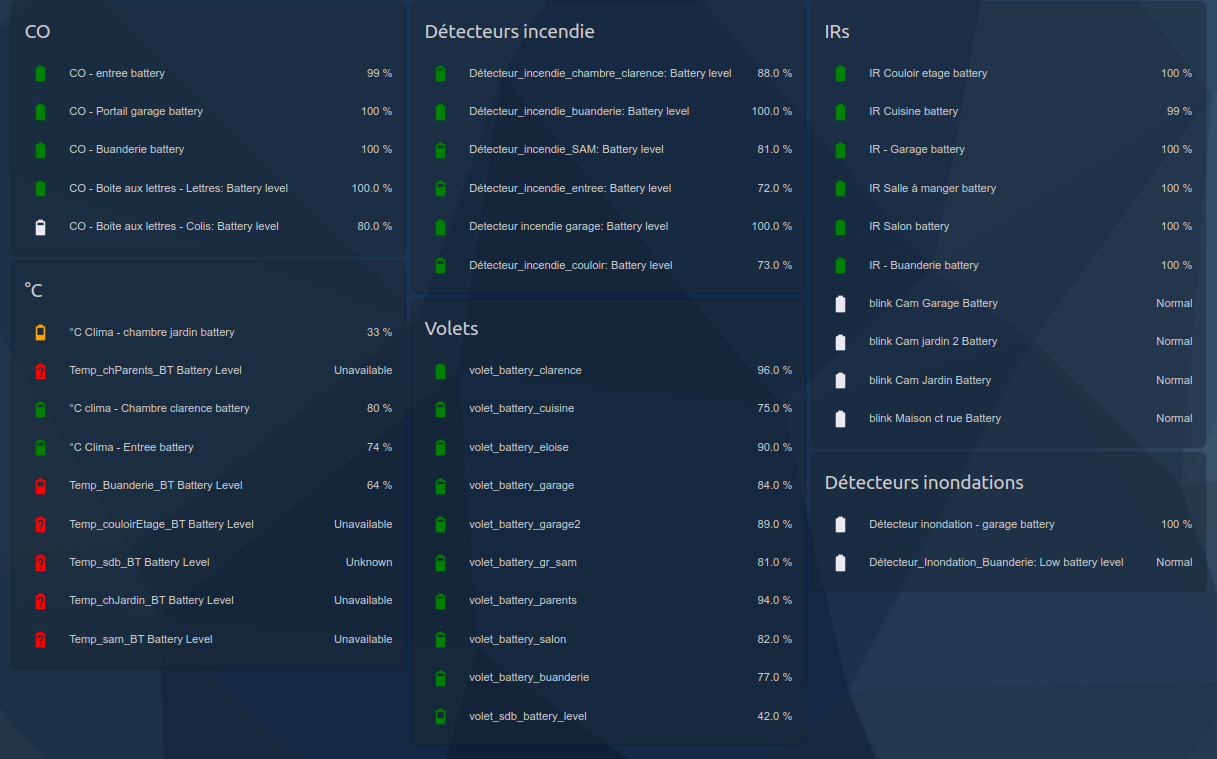 CO
CO - entree battery 99 %
CO - Portail garage battery 100 %
CO - Buanderie battery 100 %
CO - Boite aux lettres - Lettres: Battery level 100.0 %
CO - Boite aux lettres - Colis: Battery level 80.0 %
°C
°C Clima - chambre jardin battery 33 %
Temp_chParents_BT Battery Level Unavailable
°C clima - Chambre clarence battery 80 %
°C Clima - Entree battery 74 %
Temp_Buanderie_BT Battery Level 64 %
Temp_couloirEtage_BT Battery Level Unavailable
Temp_sdb_BT Battery Level Unknown
Temp_chJardin_BT Battery Level Unavailable
Temp_sam_BT Battery Level Unavailable
Détecteurs incendie
Détecteur_incendie_chambre_clarence: Battery level 88.0 %
Détecteur_incendie_buanderie: Battery level 100.0 %
Détecteur_incendie_SAM: Battery level 81.0 %
Détecteur_incendie_entree: Battery level 72.0 %
Detecteur incendie garage: Battery level 100.0 %
Détecteur_incendie_couloir: Battery level 73.0 %
Volets
volet_battery_clarence 96.0 %
volet_battery_cuisine 75.0 %
volet_battery_eloise 90.0 %
volet_battery_garage 84.0 %
volet_battery_garage2 89.0 %
volet_battery_gr_sam 81.0 %
volet_battery_parents 94.0 %
volet_battery_salon 82.0 %
volet_battery_buanderie 77.0 %
volet_sdb_battery_level 42.0 %
IRs
IR Couloir etage battery 100 %
IR Cuisine battery 99 %
IR - Garage battery 100 %
IR Salle à manger battery 100 %
IR Salon battery 100 %
IR - Buanderie battery 100 %
blink Cam Garage Battery Normal
blink Cam jardin 2 Battery Normal
blink Cam Jardin Battery Normal
blink Maison ct rue Battery Normal
Détecteurs inondations
Détecteur inondation - garage battery 100 %
Détecteur_Inondation_Buanderie: Low battery level Normal